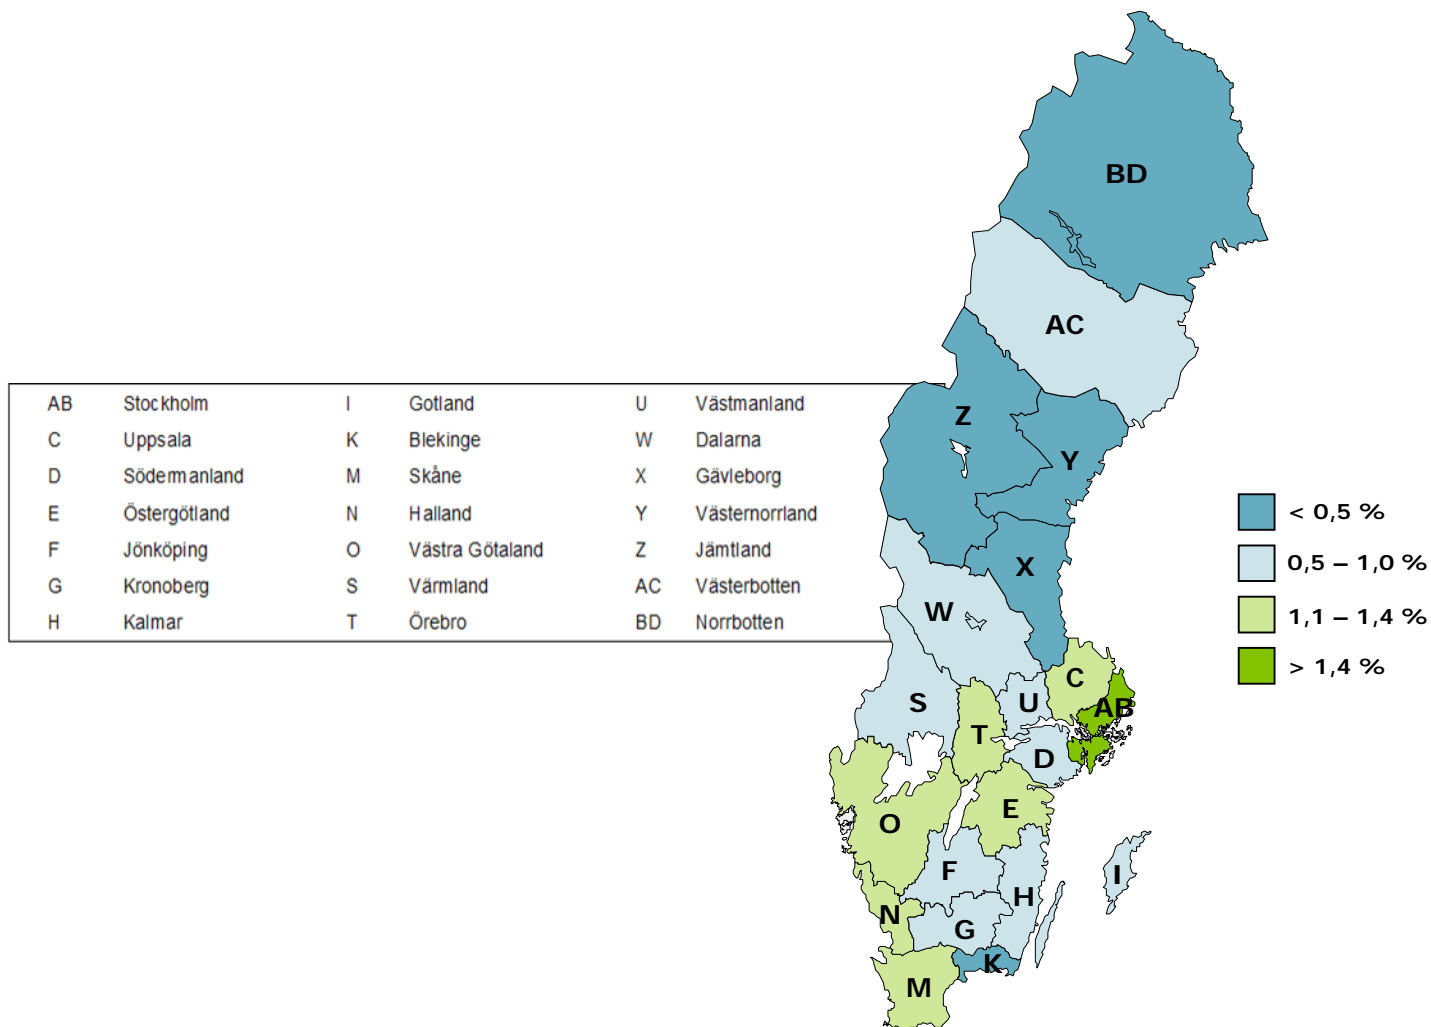 BD
AC
AB Stockholm I Gotland U Västmanland
C Uppsala K Blekinge W Dalarna
D Södermanland M Skåne X Gävleborg
E Östergötland N Halland Y Västernorrland
F Jönköping O Västra Götaland Z Jämtland
G Kronoberg S Värmland AC Västerbotten
H Kalmar T Örebro BD Norrbotten
Z
Y
X
W
< 0,5 %
0,5 – 1,0 %
1,1 – 1,4 %
> 1,4 %
C
S
U
AB
T
D
E
O
F
I
H
N
G
K
M